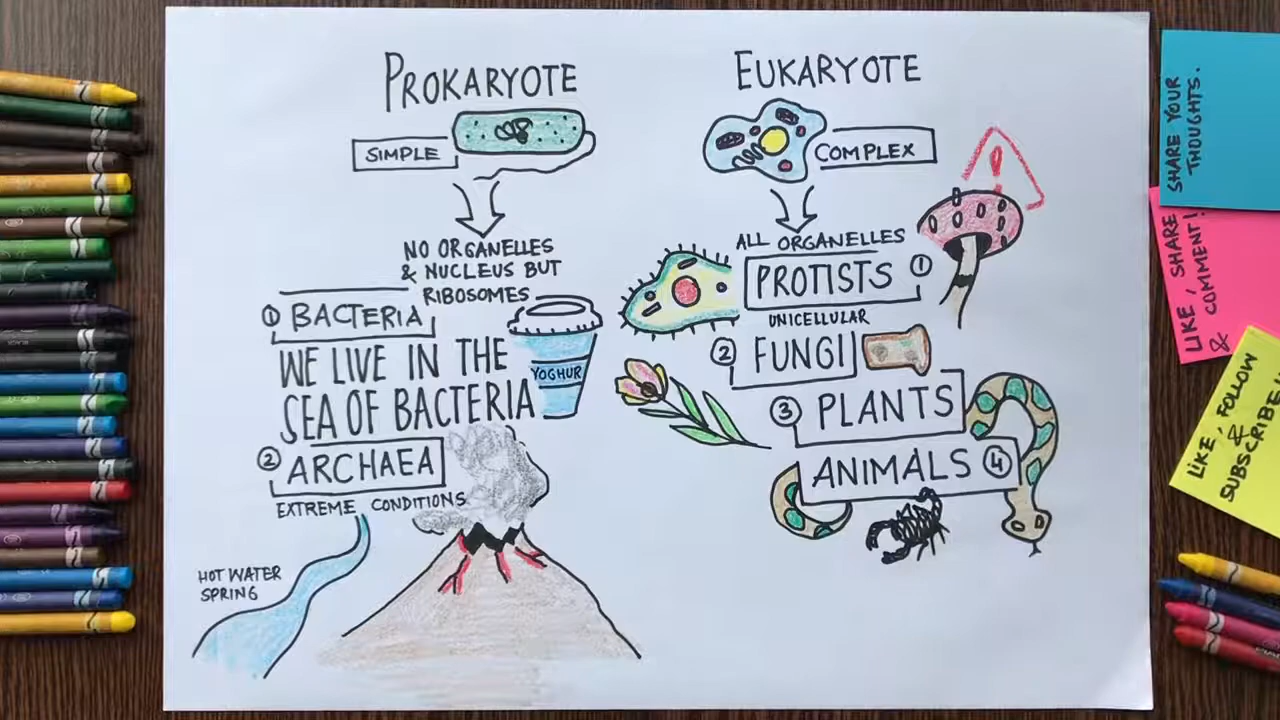 PROKARYOTE
SIMPLE
NO ORGANELLES
& NUCLEUS BUT
RIBOSOMES
① BACTERIA
WE LIVE IN THE
SEA OF BACTERIA
YOGHUR
② ARCHAEA
EXTREME CONDITIONS
HOT WATER
SPRING
EUKARYOTE
COMPLEX
ALL ORGANELLES
PROTISTS ①
UNICELLULAR
② FUNGI
③ PLANTS
ANIMALS ④
SHARE YOUR
THOUGHTS.
LIKE, SHARE
& COMMENT!
LIKE, FOLLOW
&
SUBSCRIBE